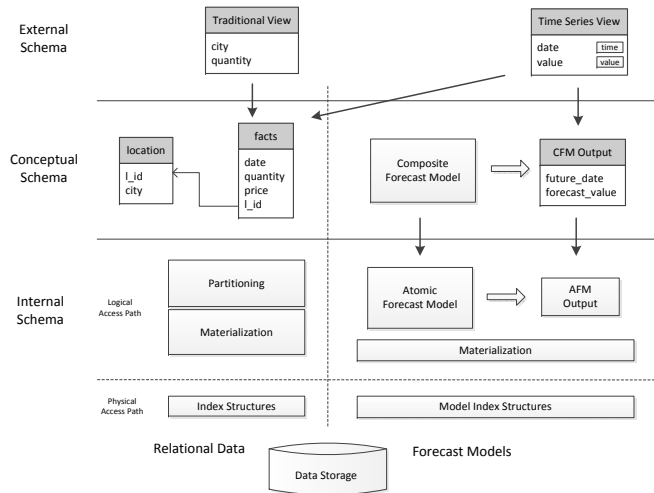 External
Schema
Traditional View
city
quantity
Time Series View
date
time
value
value
Conceptual
Schema
location
l_id
city
facts
date
quantity
price
l_id
Composite
Forecast Model
CFM Output
future_date
forecast_value
Internal
Schema
Logical
Access Path
Partitioning
Materialization
Atomic
Forecast Model
AFM
Output
Materialization
Physical
Access Path
Index Structures
Model Index Structures
Relational Data
Forecast Models
Data Storage